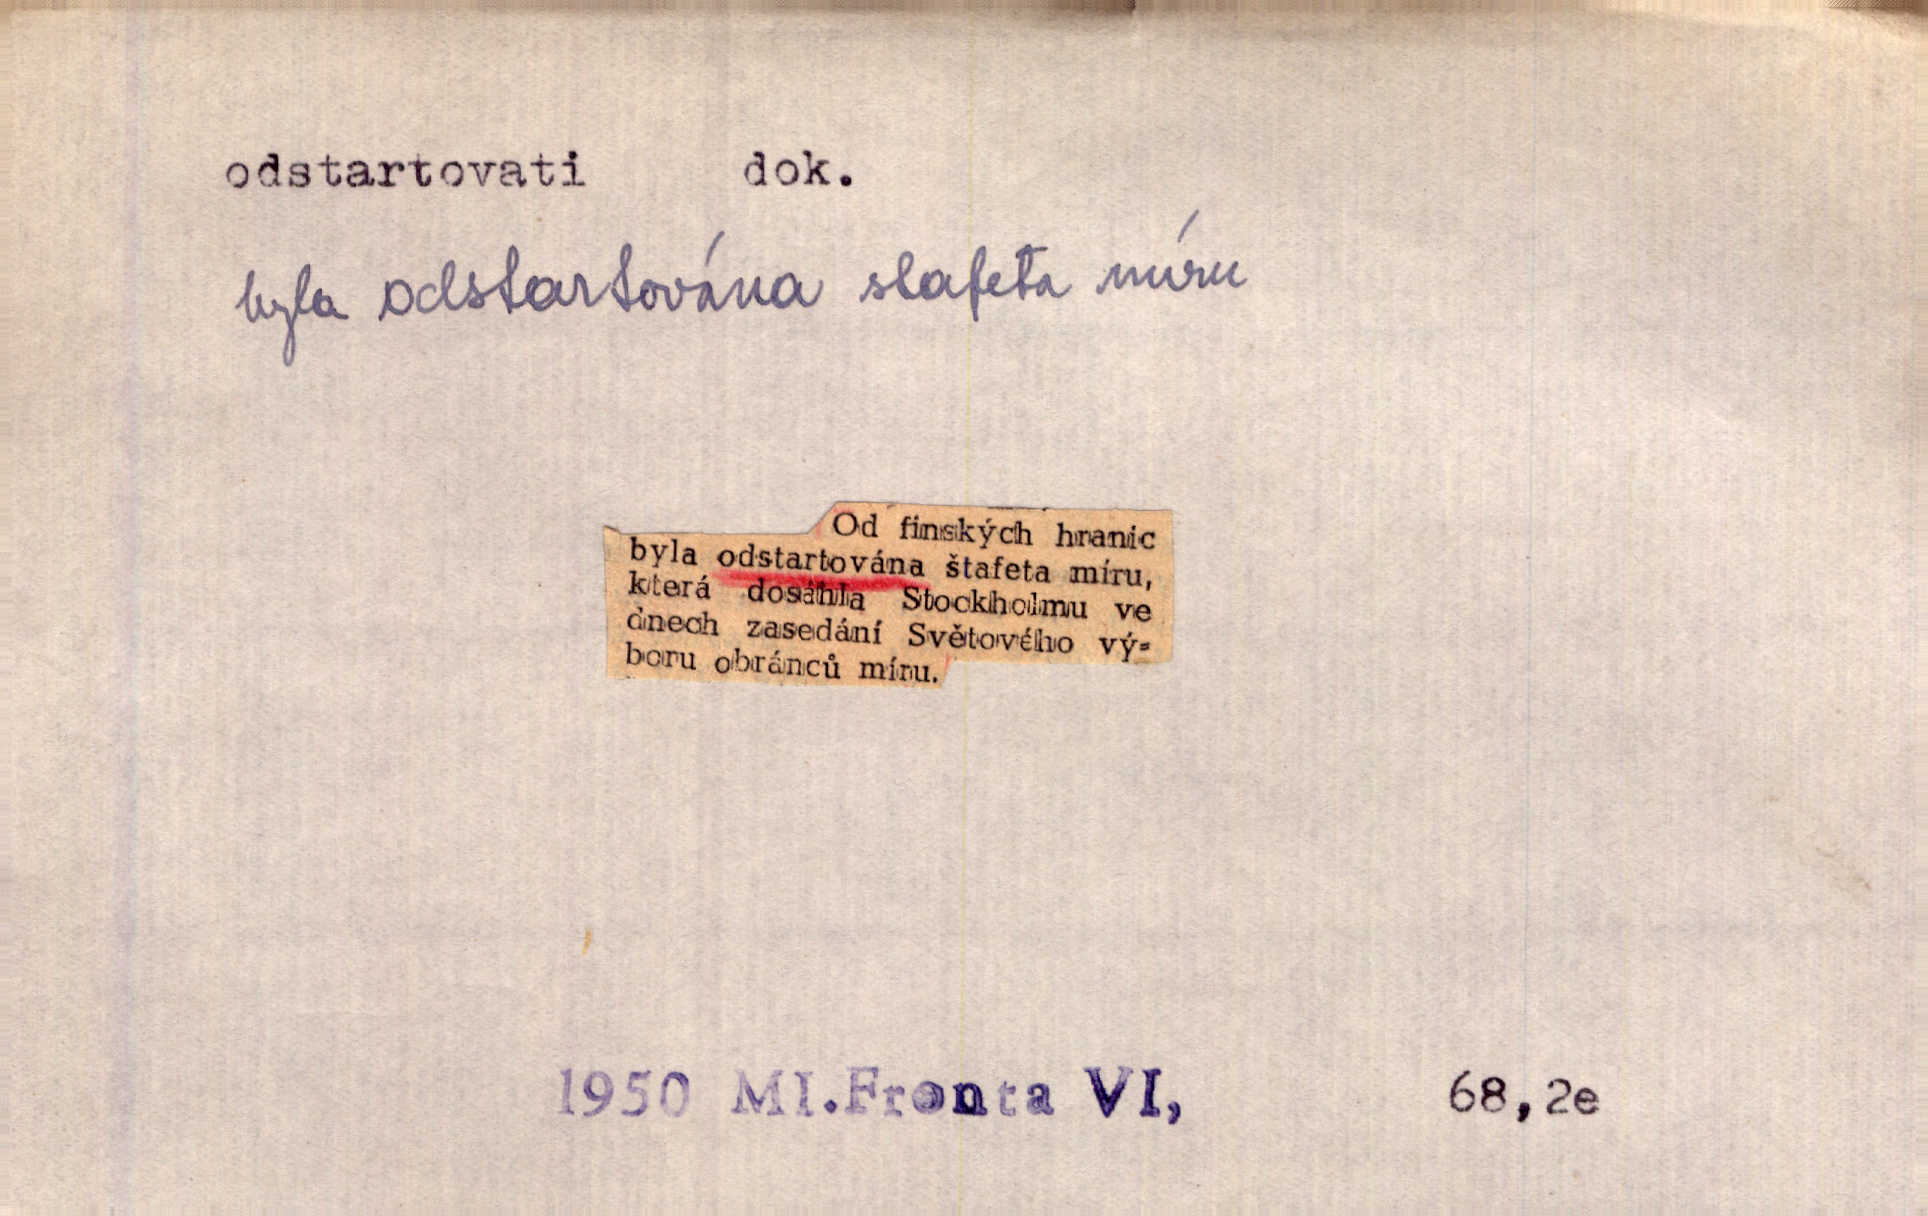 odstartovati dok.
byla odstartována stafeta míru
Od finských hranic
byla odstartována štafeta míru,
která dosáhla Stockholmu ve
dnech zasedání Světového vý-
boru obránců míru.
1950 Ml.Fronta VI, 68,2e